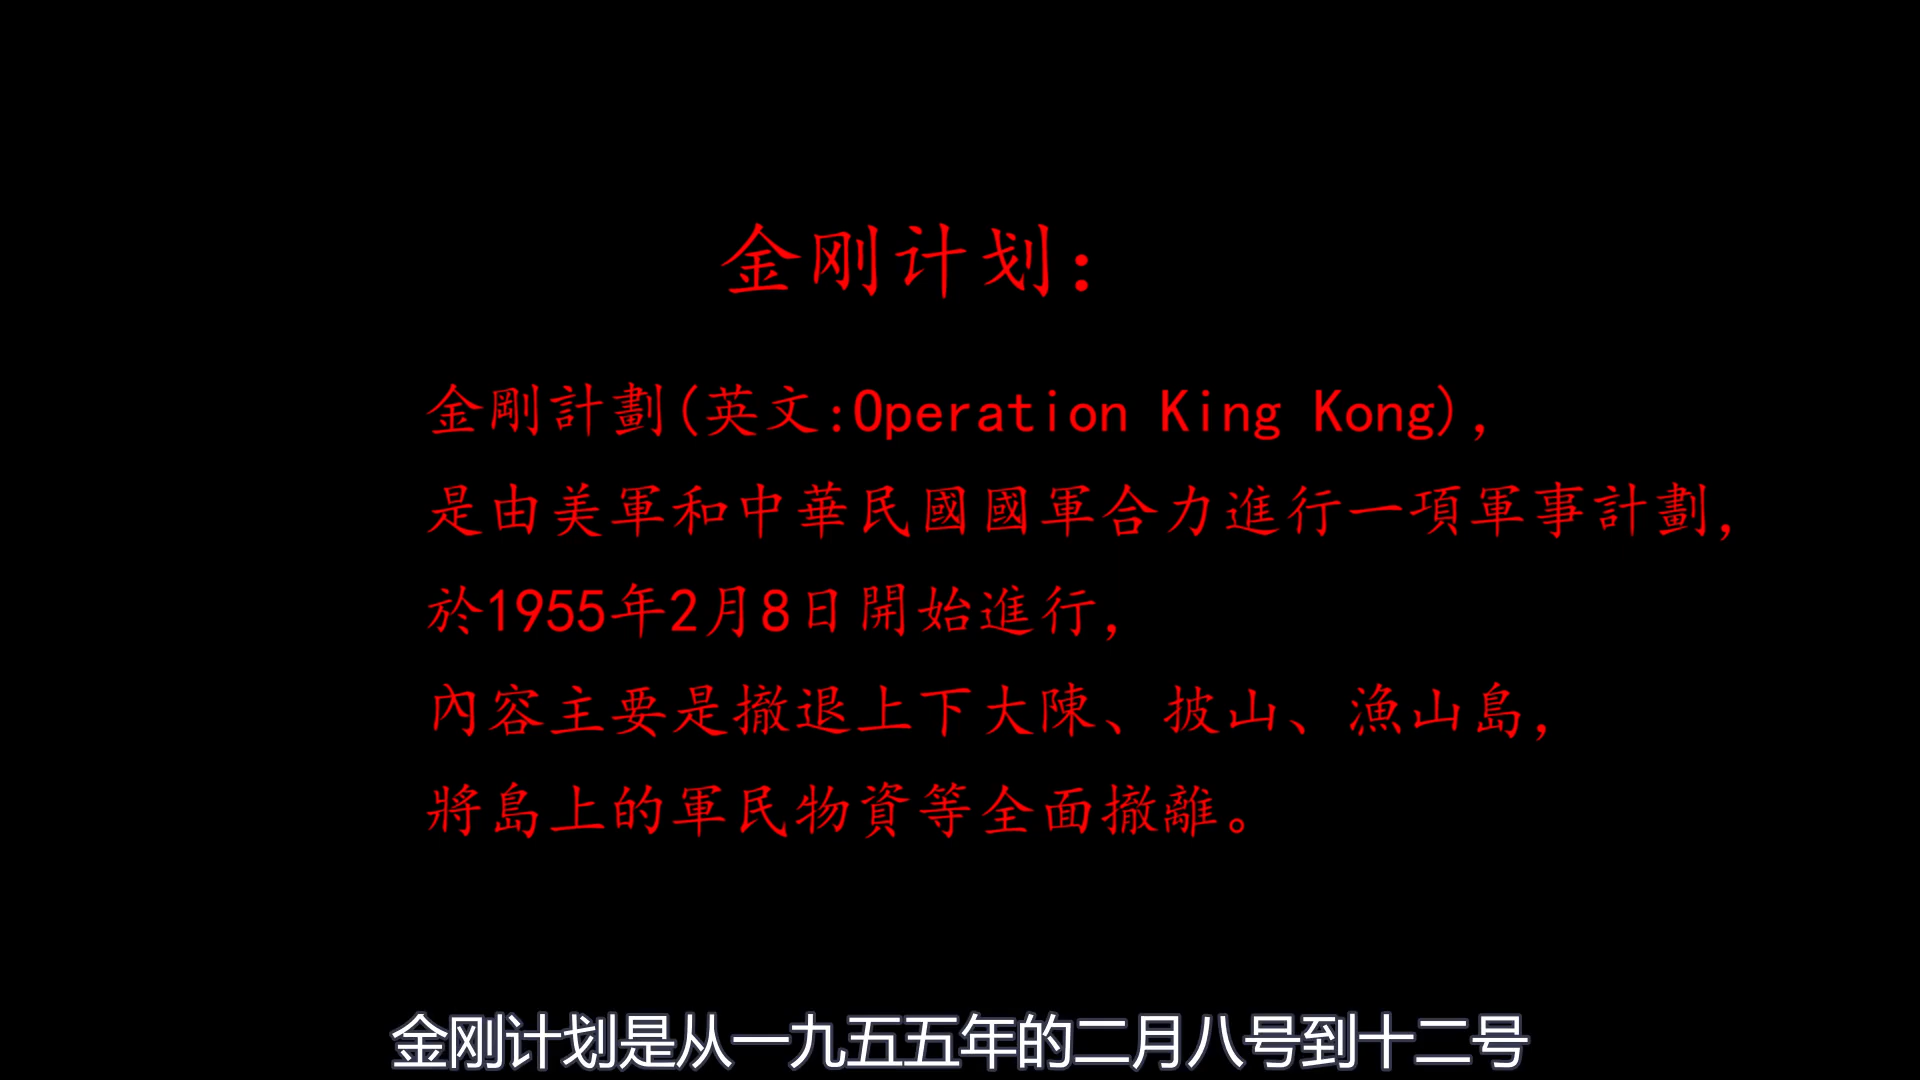 金刚计划：
金剛計劃(英文:Operation King Kong),
是由美軍和中華民國國軍合力進行一項軍事計劃,
於1955年2月8日開始進行,
內容主要是撤退上下大陳、披山、漁山島,
將島上的軍民物資等全面撤離。
金刚计划是从一九五五年的二月八号到十二号